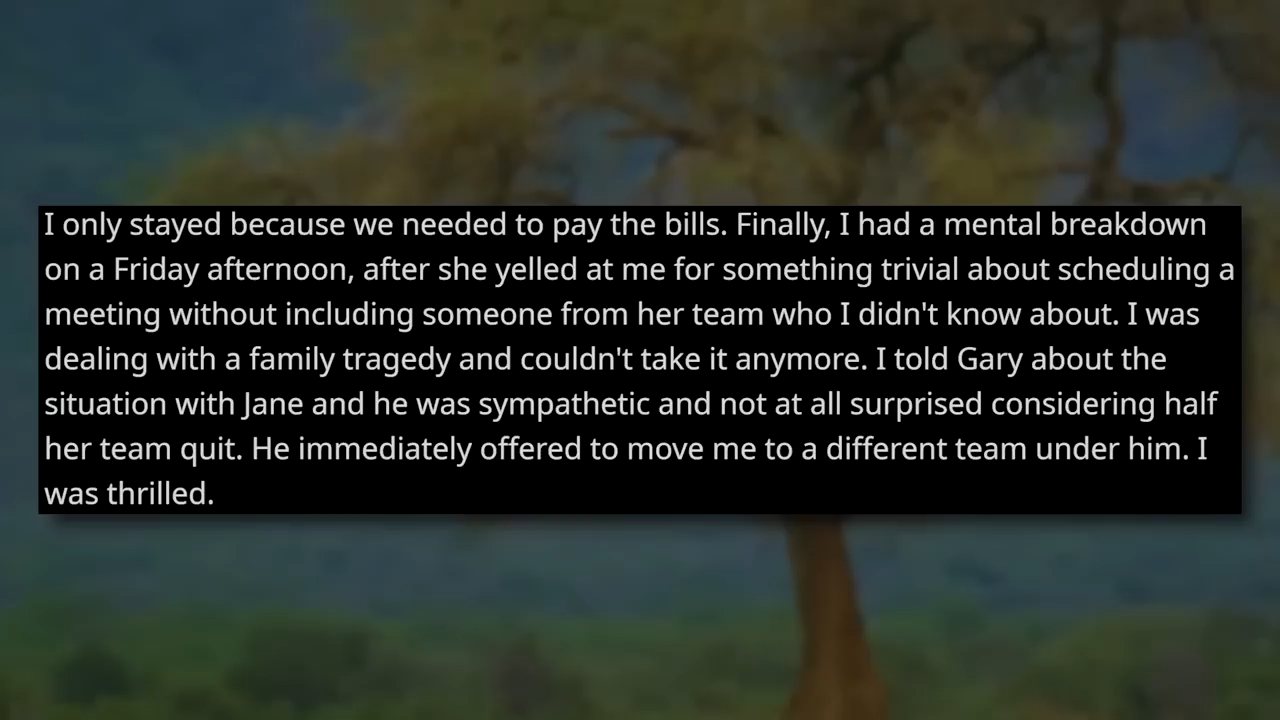 I only stayed because we needed to pay the bills. Finally, I had a mental breakdown
on a Friday afternoon, after she yelled at me for something trivial about scheduling a
meeting without including someone from her team who I didn't know about. I was
dealing with a family tragedy and couldn't take it anymore. I told Gary about the
situation with Jane and he was sympathetic and not at all surprised considering half
her team quit. He immediately offered to move me to a different team under him. I
was thrilled.